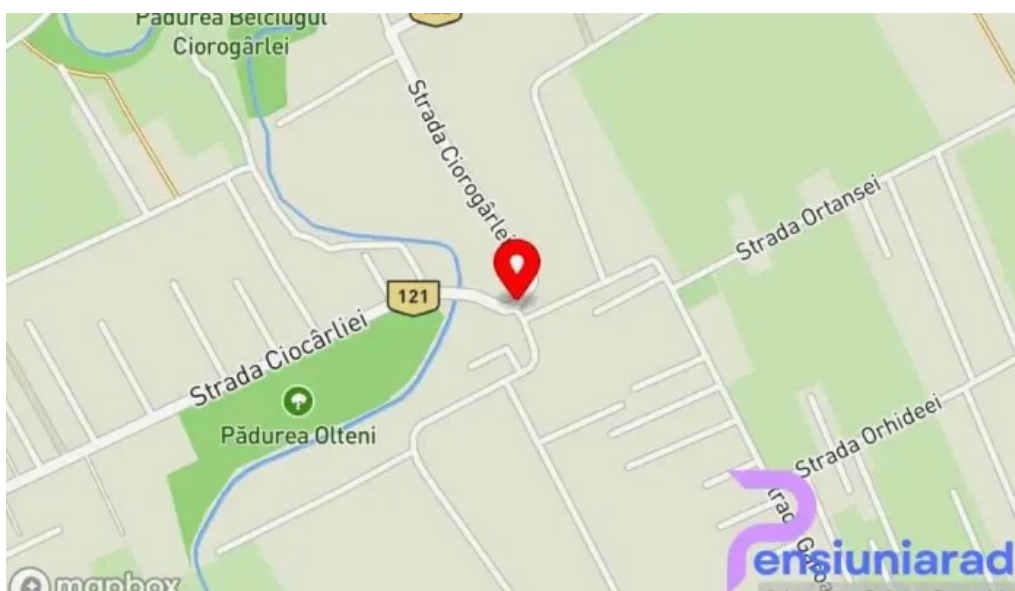 Pădurea Belciugul
Ciorogârlei
Strada Ciorogârlei
Strada Ortansei
121
Strada Ciocârliei
Pădurea Olteni
Strada Orhideei
ensiuniarad
mapbox